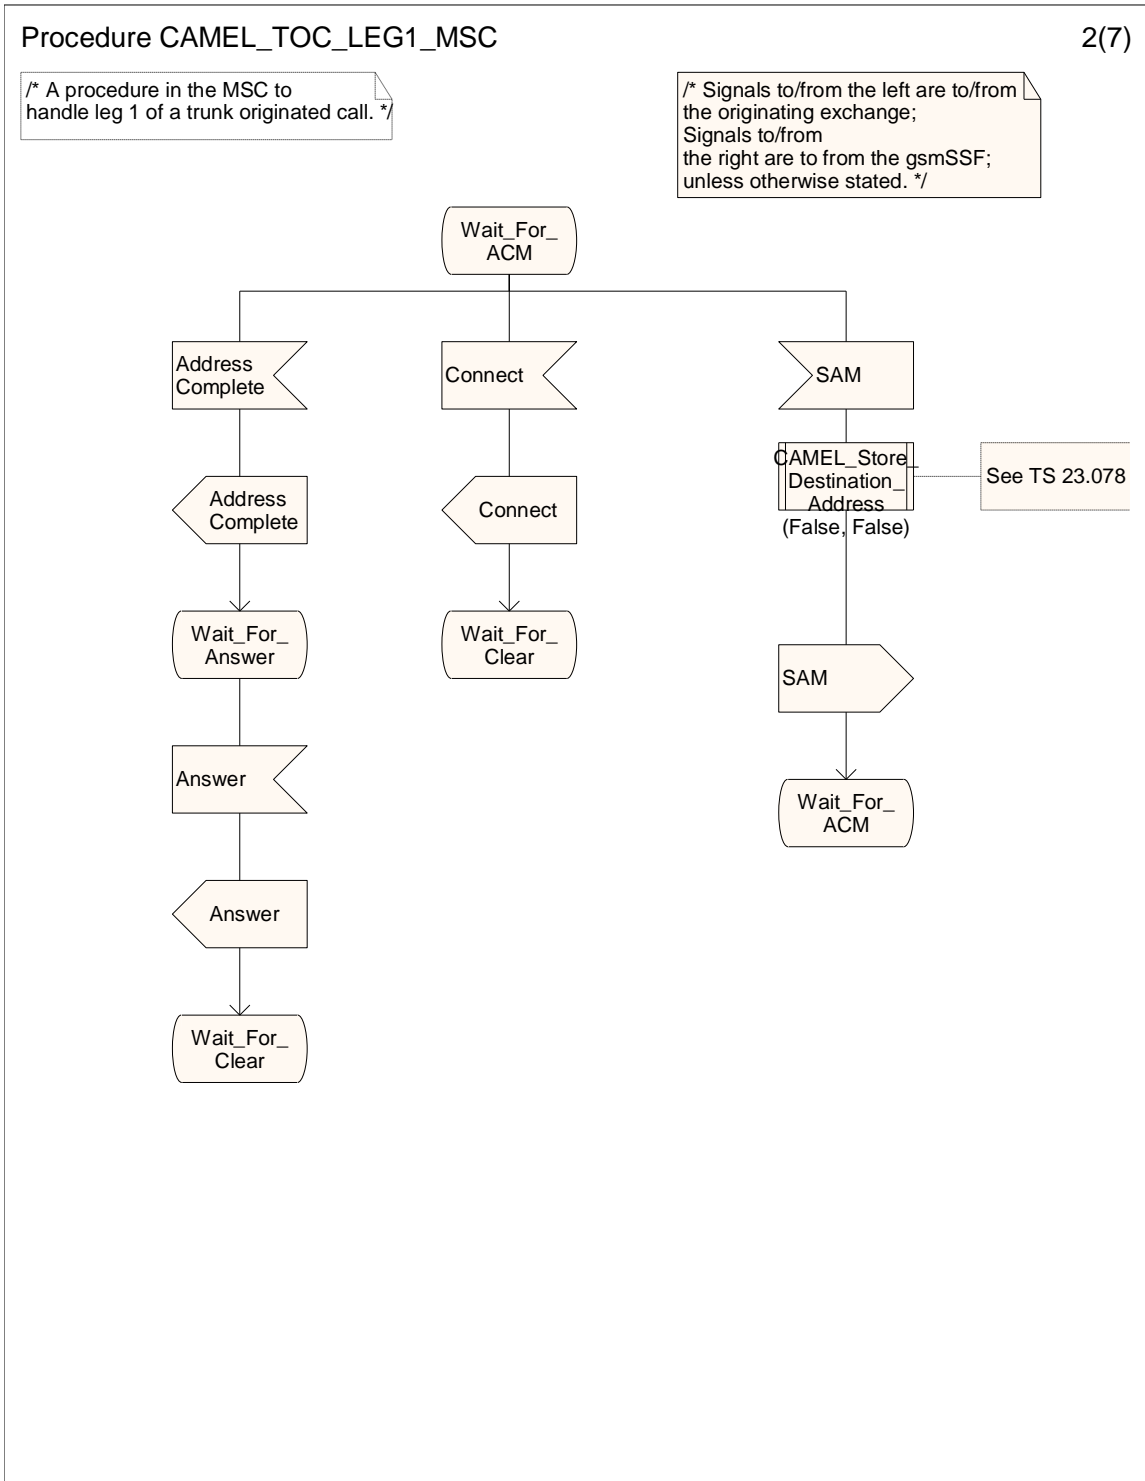 Procedure CAMEL_TOC_LEG1_MSC
2(7)
/* A procedure in the MSC to
handle leg 1 of a trunk originated call. */
/* Signals to/from the left are to/from
the originating exchange;
Signals to/from
the right are to from the gsmSSF;
unless otherwise stated. */
Wait_For_
ACM
Address
Complete
Connect
SAM
Address
Complete
Connect
CAMEL_Store_
Destination_
Address
(False, False)
See TS 23.078
Wait_For_
Answer
Wait_For_
Clear
SAM
Answer
Wait_For_
ACM
Answer
Wait_For_
Clear